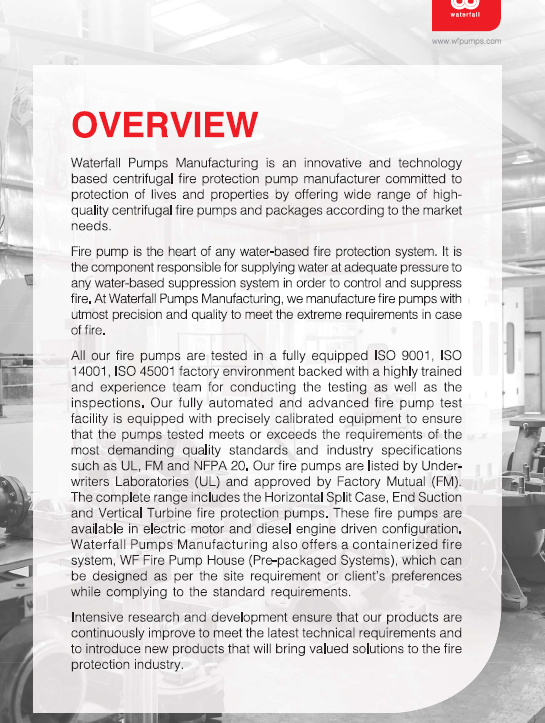 waterfall
www.wfpumps.com
OVERVIEW
Waterfall Pumps Manufacturing is an innovative and technology
based centrifugal fire protection pump manufacturer committed to
protection of lives and properties by offering wide range of high-
quality centrifugal fire pumps and packages according to the market
needs.
Fire pump is the heart of any water-based fire protection system. It is
the component responsible for supplying water at adequate pressure to
any water-based suppression system in order to control and suppress
fire. At Waterfall Pumps Manufacturing, we manufacture fire pumps with
utmost precision and quality to meet the extreme requirements in case
of fire.
All our fire pumps are tested in a fully equipped ISO 9001, ISO
14001, ISO 45001 factory environment backed with a highly trained
and experience team for conducting the testing as well as the
inspections. Our fully automated and advanced fire pump test
facility is equipped with precisely calibrated equipment to ensure
that the pumps tested meets or exceeds the requirements of the
most demanding quality standards and industry specifications
such as UL, FM and NFPA 20. Our fire pumps are listed by Under-
writers Laboratories (UL) and approved by Factory Mutual (FM).
The complete range includes the Horizontal Split Case, End Suction
and Vertical Turbine fire protection pumps. These fire pumps are
available in electric motor and diesel engine driven configuration.
Waterfall Pumps Manufacturing also offers a containerized fire
system, WF Fire Pump House (Pre-packaged Systems), which can
be designed as per the site requirement or client's preferences
while complying to the standard requirements.
Intensive research and development ensure that our products are
continuously improve to meet the latest technical requirements and
to introduce new products that will bring valued solutions to the fire
protection industry.